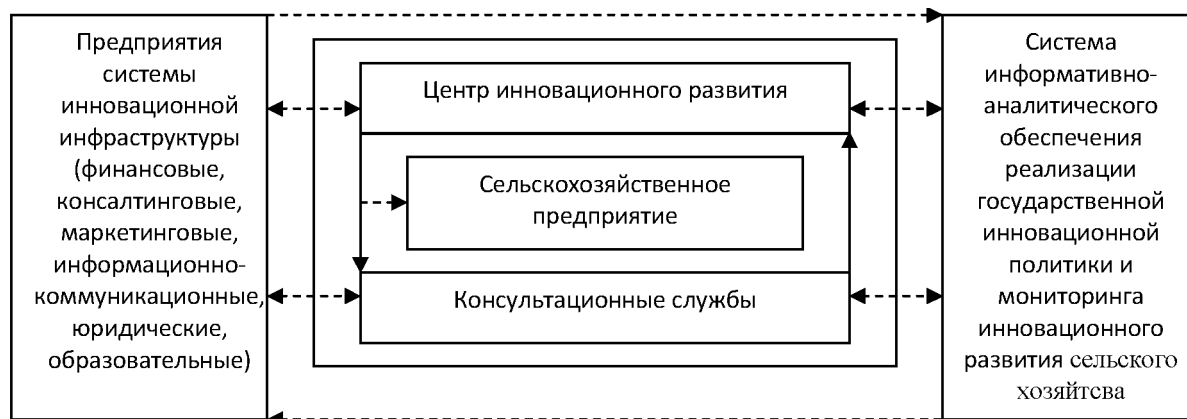 Предприятия
системы
инновационной
инфраструктуры
(финансовые,
консалтинговые,
маркетинговые,
информационно-
коммуникационные,
юридические,
образовательные)
Центр инновационного развития
Сельскохозяйственное
предприятие
Консультационные службы
Система
информативно-
аналитического
обеспечения
реализации
государственной
инновационной
политики и
мониторинга
инновационного
развития сельского
хозяйтсва